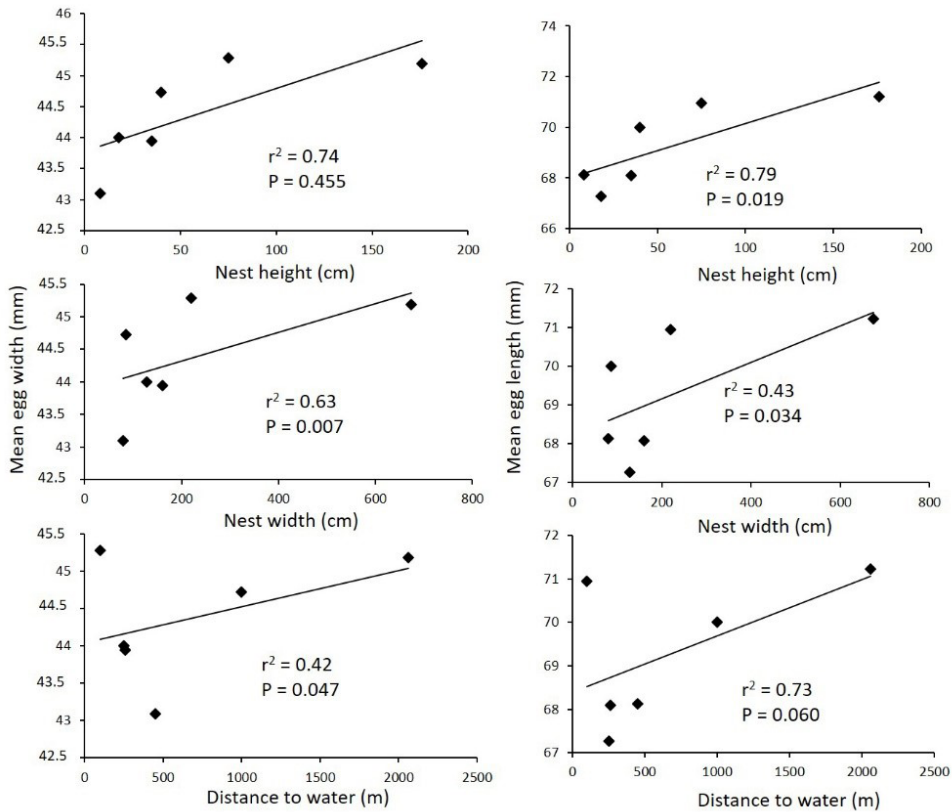 46
45.5
45
44.5
44
43.5
43
42.5
0 50 100 150 200
r² = 0.74
P = 0.455
Nest height (cm)
74
72
70
68
66
0 50 100 150 200
r² = 0.79
P = 0.019
Nest height (cm)
Mean egg width (mm)
45.5
45
44.5
44
43.5
43
42.5
0 200 400 600 800
r² = 0.63
P = 0.007
Nest width (cm)
Mean egg length (mm)
72
71
70
69
68
67
0 200 400 600 800
r² = 0.43
P = 0.034
Nest width (cm)
45.5
45
44.5
44
43.5
43
42.5
0 500 1000 1500 2000 2500
r² = 0.42
P = 0.047
Distance to water (m)
72
71
70
69
68
67
0 500 1000 1500 2000 2500
r² = 0.73
P = 0.060
Distance to water (m)